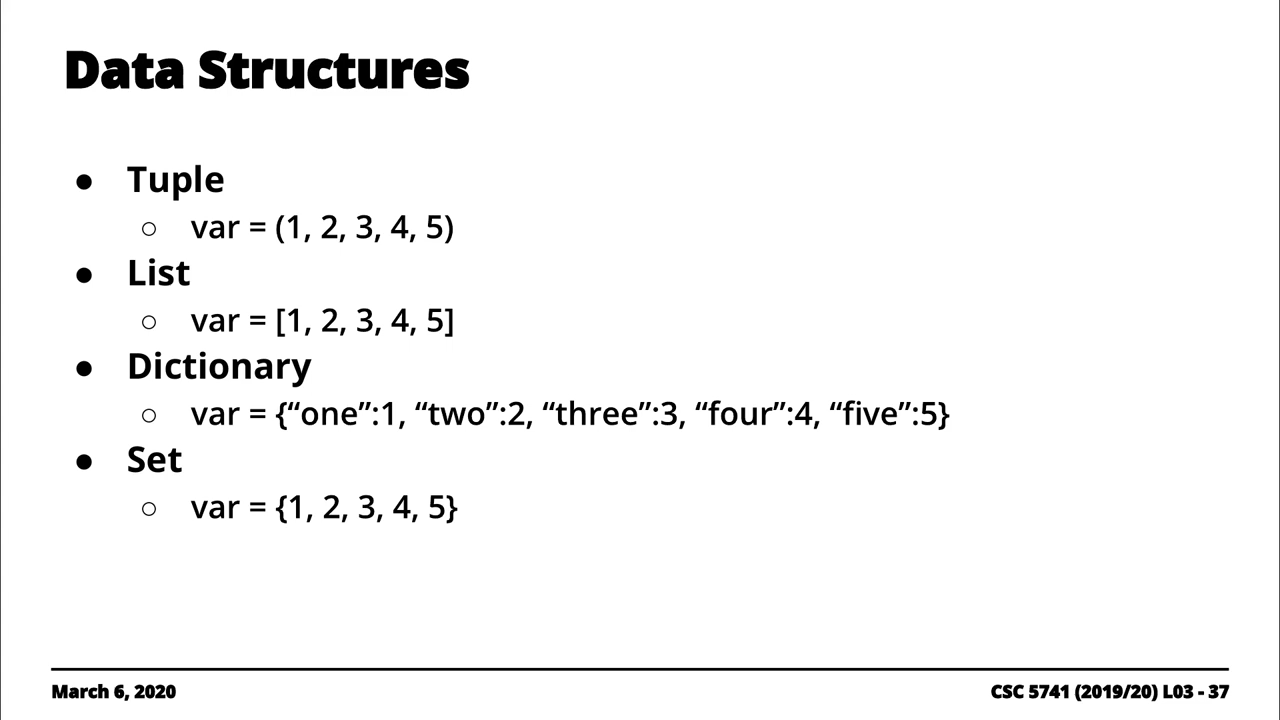 Data Structures
● Tuple
○ var = (1, 2, 3, 4, 5)
● List
○ var = [1, 2, 3, 4, 5]
● Dictionary
○ var = {“one”:1, “two”:2, “three”:3, “four”:4, “five”:5}
● Set
○ var = {1, 2, 3, 4, 5}
March 6, 2020
CSC 5741 (2019/20) L03 - 37